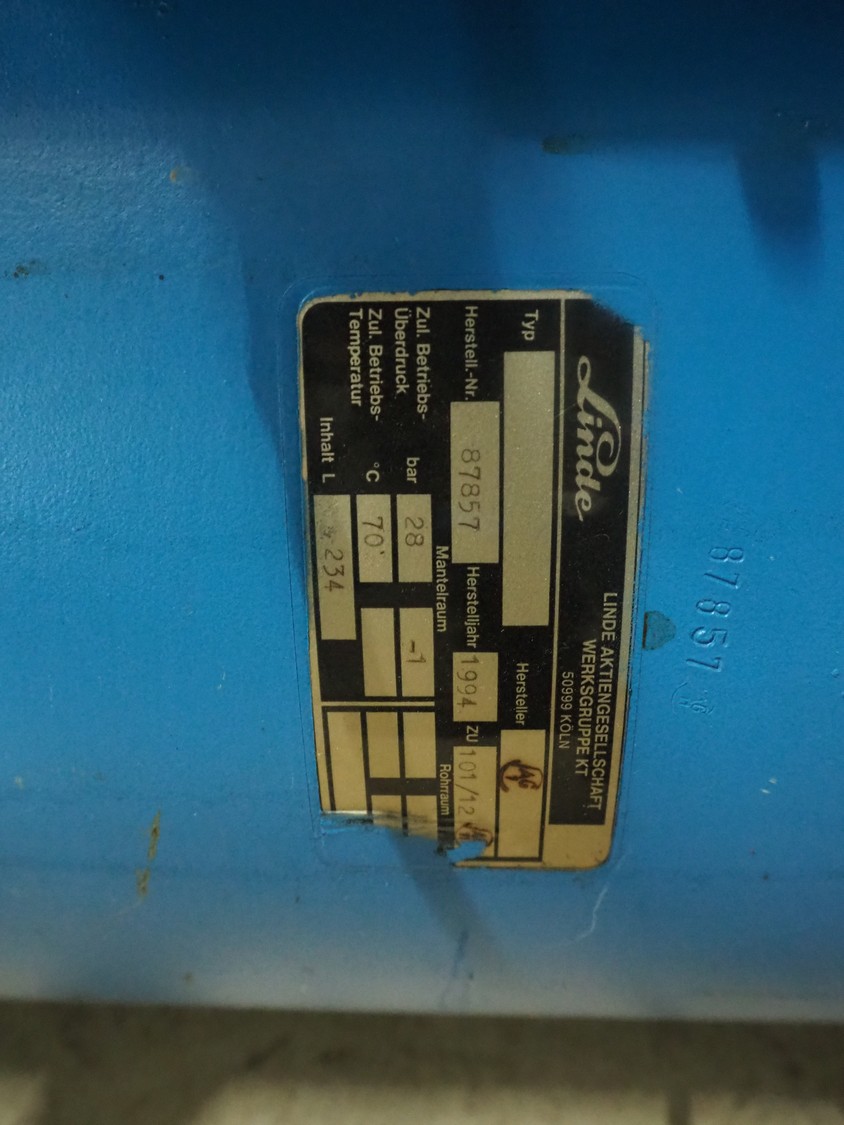 Linde
LINDE AKTIENGESELLSCHAFT
WERKSGRUPPE KT
50999 KÖLN
Typ
Hersteller
Herstell.-Nr. 87857 Herstelljahr 1994 zu 101/12
Mantelraum Rohrraum
Zul. Betriebs-
Überdruck bar 28 -1
Zul. Betriebs-
Temperatur °C 70
Inhalt L 234
87857